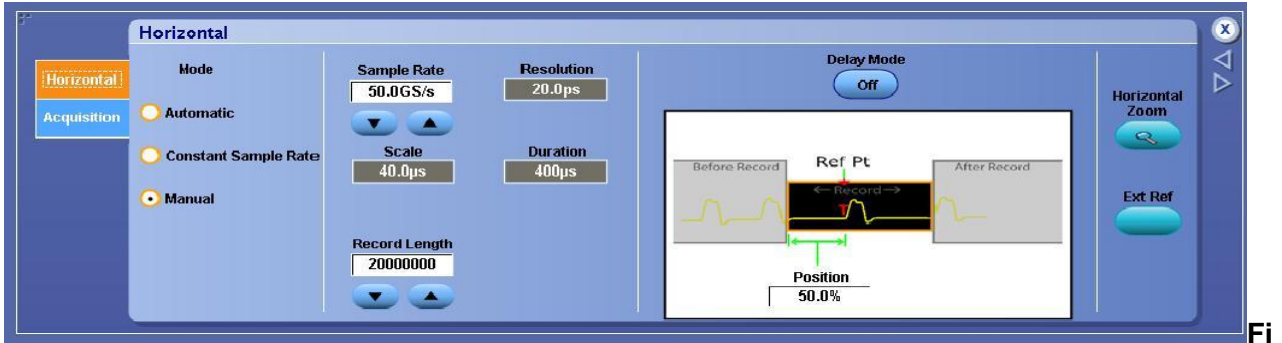 Horizontal
X
Horizontal
Acquisition
Mode
Automatic
Constant Sample Rate
Manual
Sample Rate
50.0GS/s
Resolution
20.0ps
Scale
40.0µs
Duration
400µs
Record Length
20000000
Delay Mode
Off
Before Record
Ref Pt
After Record
Record
T
Position
50.0%
Horizontal
Zoom
Ext Ref
Fi